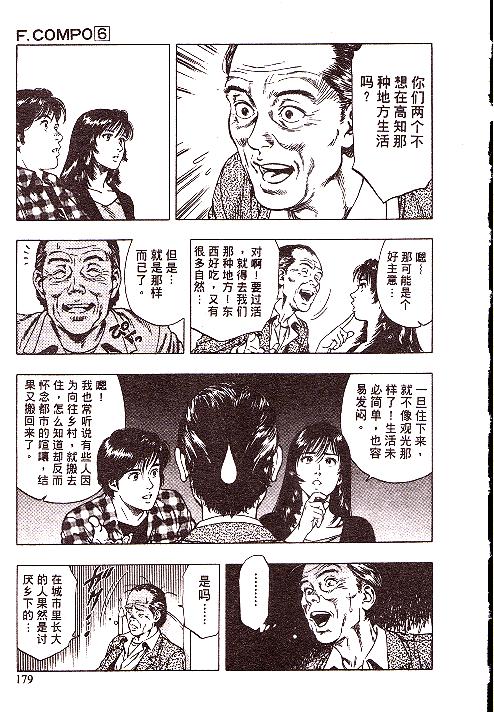 F.COMPO 6
你们两个不
想在高知那
种地方生活
吗?
嗯~
那可能是个
好主意…
对啊!要过活
,就得去我们
那种地方!东
西好吃,又有
很多自然…
但是…
就是那样
而已了。
一旦住下来,
就不像观光那
样了!生活未
必简单,也容
易发闷。
嗯!
我也常听说有些人因
为向往乡村,就搬去
住,怎么知道却反而
怀念都市的喧嚷,结
果又搬回来了。
………
是吗…
在城市里长大
的人果然是讨
厌乡下的…
179